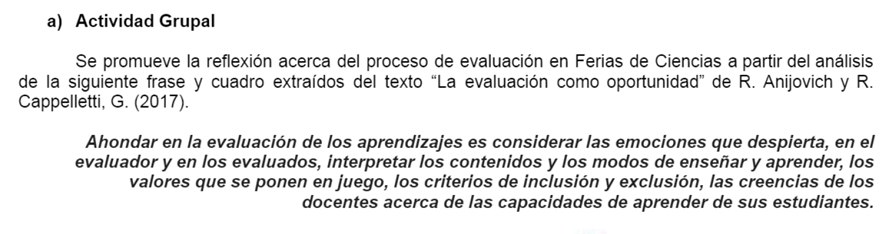 a) Actividad Grupal
Se promueve la reflexión acerca del proceso de evaluación en Ferias de Ciencias a partir del análisis
de la siguiente frase y cuadro extraídos del texto “La evaluación como oportunidad” de R. Anijovich y R.
Cappelletti, G. (2017).
Ahondar en la evaluación de los aprendizajes es considerar las emociones que despierta, en el
evaluador y en los evaluados, interpretar los contenidos y los modos de enseñar y aprender, los
valores que se ponen en juego, los criterios de inclusión y exclusión, las creencias de los
docentes acerca de las capacidades de aprender de sus estudiantes.